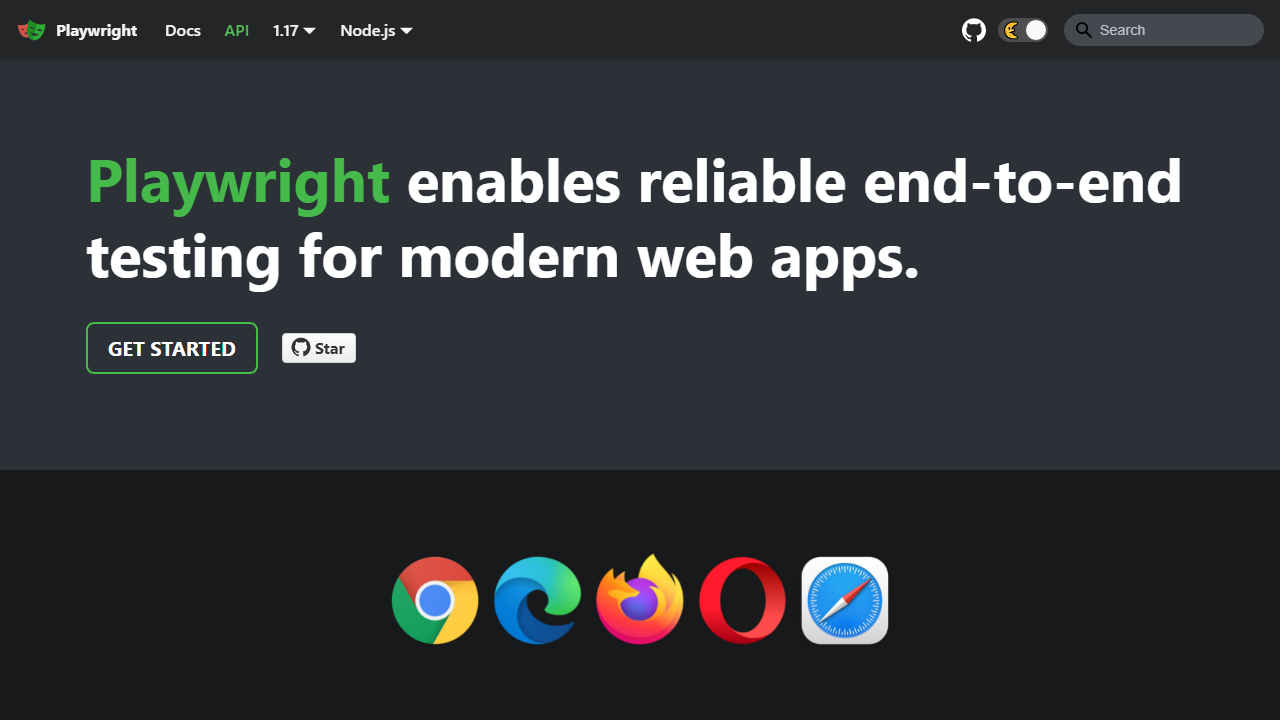 Playwright Docs API 1.17 Node.js Search
Playwright enables reliable end-to-end
testing for modern web apps.
GET STARTED Star